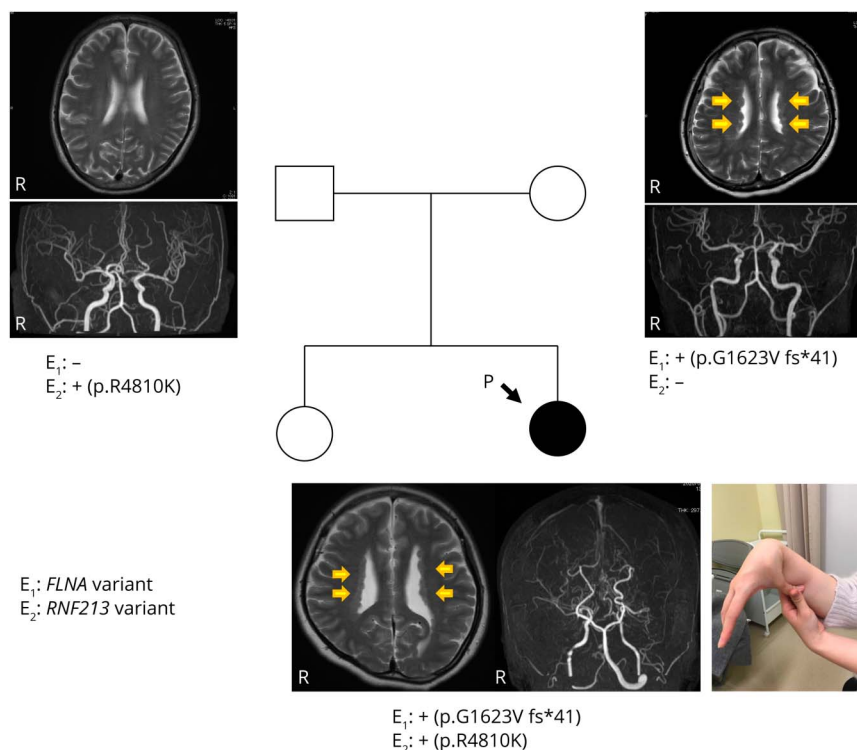 R
R
E₁: –
E₂: + (p.R4810K)
R
R
E₁: + (p.G1623V fs*41)
E₂: –
P
E₁: FLNA variant
E₂: RNF213 variant
R
R
E₁: + (p.G1623V fs*41)
E₂: + (p.R4810K)